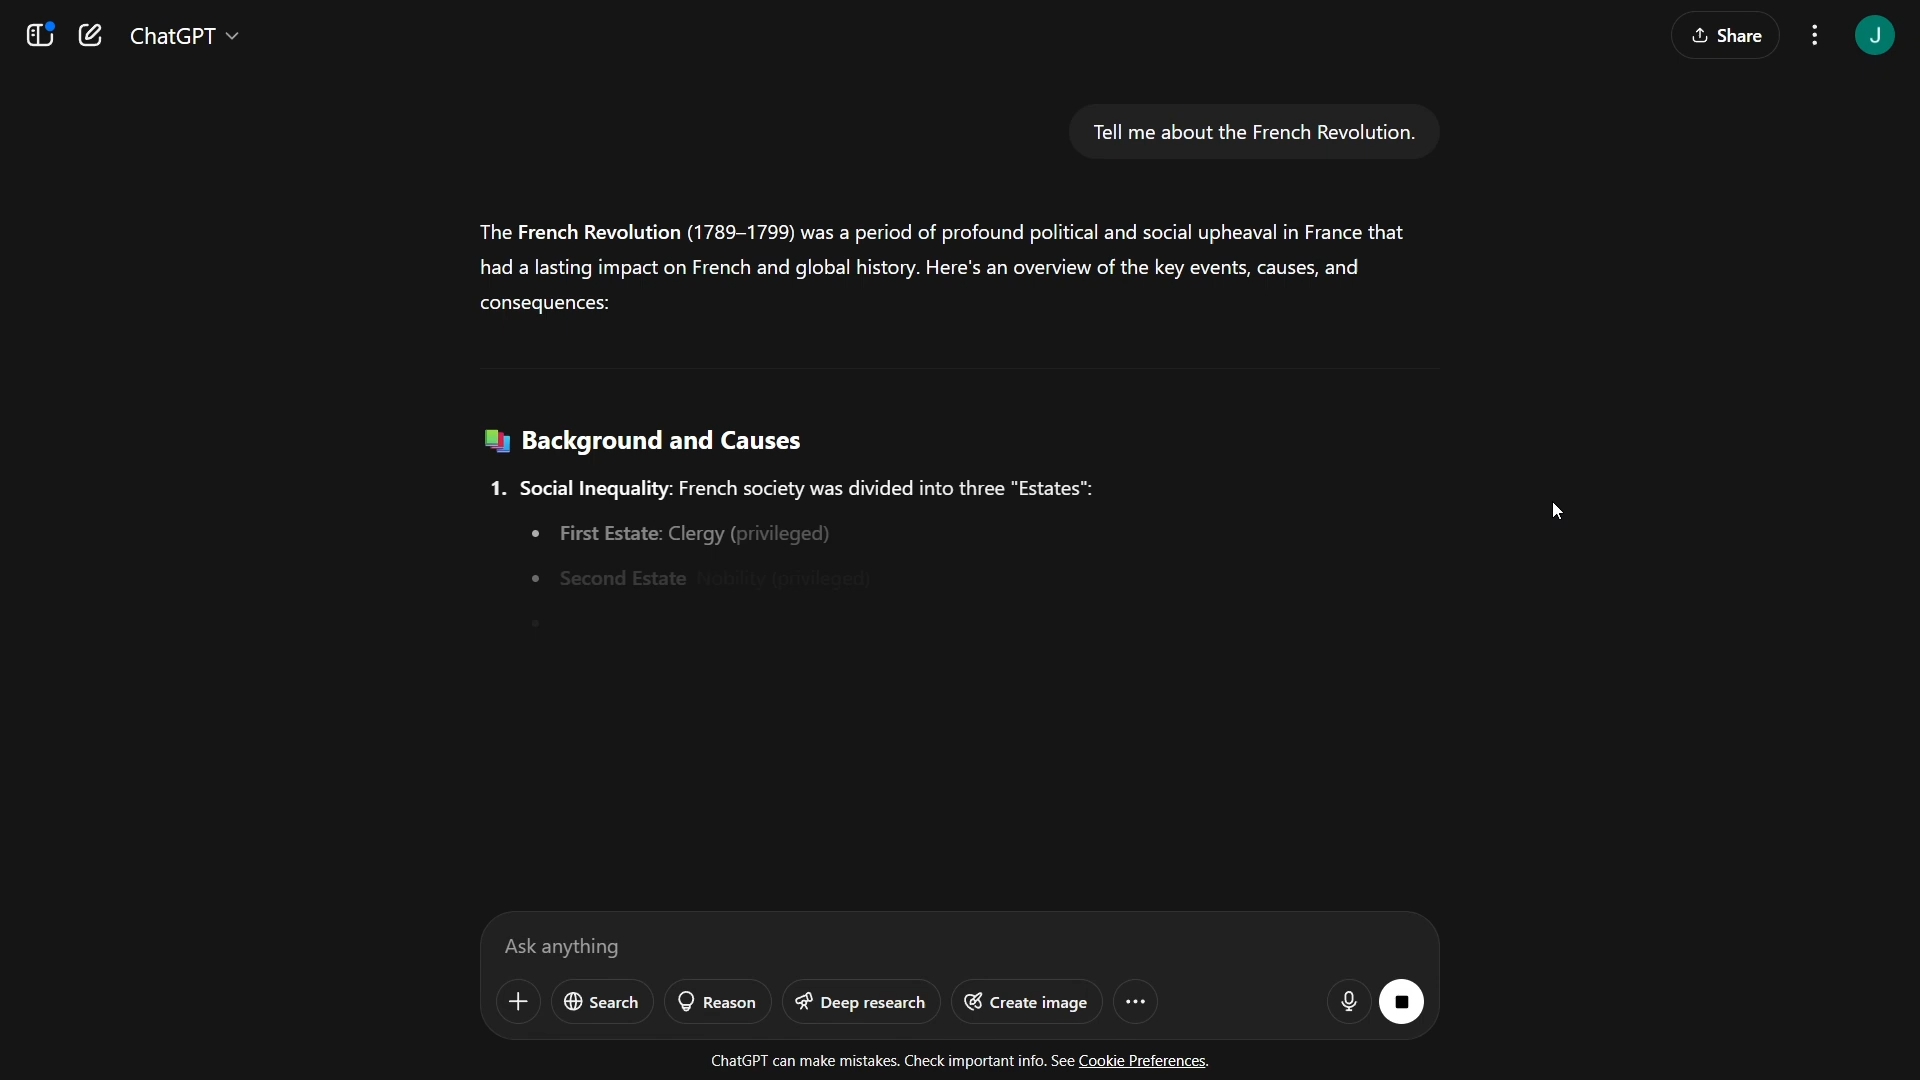 ChatGPT
Share
J
Tell me about the French Revolution.
The French Revolution (1789–1799) was a period of profound political and social upheaval in France that
had a lasting impact on French and global history. Here's an overview of the key events, causes, and
consequences:
Background and Causes
1. Social Inequality: French society was divided into three "Estates":
• First Estate: Clergy (privileged)
• Second Estate Nobility (privileged)
•
Ask anything
Search
Reason
Deep research
Create image
ChatGPT can make mistakes. Check important info. See Cookie Preferences.